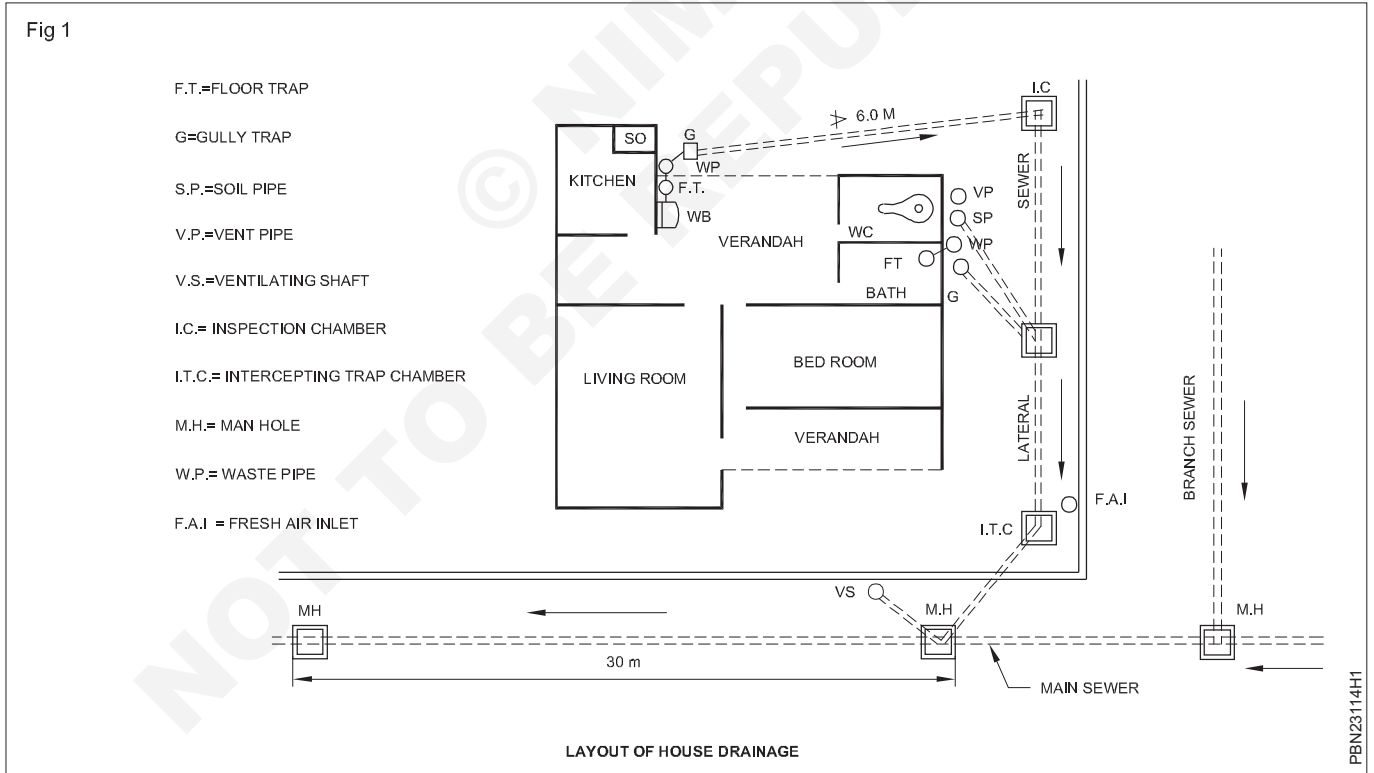 Fig 1
F.T.=FLOOR TRAP
G=GULLY TRAP
S.P.=SOIL PIPE
V.P.=VENT PIPE
V.S.=VENTILATING SHAFT
I.C.= INSPECTION CHAMBER
I.T.C.= INTERCEPTING TRAP CHAMBER
M.H.= MAN HOLE
W.P.= WASTE PIPE
F.A.I = FRESH AIR INLET
I.C
6.0 M
SO
G
WP
KITCHEN
F.T.
WB
VERANDAH
WC
VP
SP
WP
FT
BATH
G
SEWER
LIVING ROOM
BED ROOM
VERANDAH
LATERAL
BRANCH SEWER
F.A.I
I.T.C
VS
MH
M.H
M.H
30 m
MAIN SEWER
LAYOUT OF HOUSE DRAINAGE
PBN23114H1
© NIM
NOT TO BE REPU